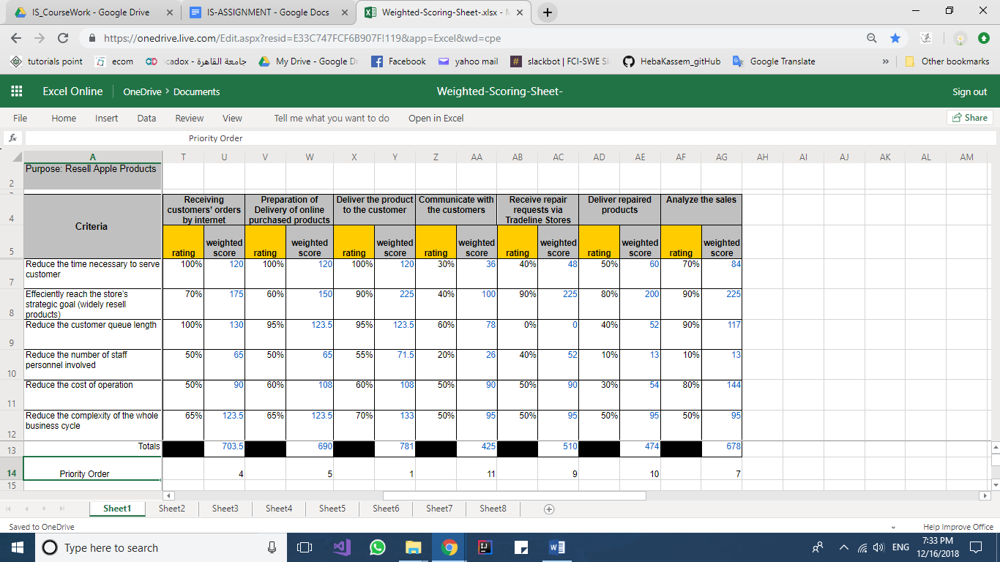 IS_CourseWork - Google Drive
IS-ASSIGNMENT - Google Docs
Weighted-Scoring-Sheet-.xlsx -
https://onedrive.live.com/Edit.aspx?resid=E33C747FCF6B907F!119&app=Excel&wd=cpe
tutorials point ecom cadox - جامعة القاهرة My Drive - Google Dr Facebook yahoo mail slackbot | FCI-SWE HebaKassem_gitHub Google Translate » Other bookmarks
Excel Online OneDrive > Documents Weighted-Scoring-Sheet- Sign out
File Home Insert Data Review View Tell me what you want to do Open in Excel Share
fx Priority Order
A T U V W X Y Z AA AB AC AD AE AF AG AH AI AJ AK AL AM
2 Purpose: Resell Apple Products
4 Criteria
Receiving customers' orders by internet
Preparation of Delivery of online purchased products
Deliver the product to the customer
Communicate with the customers
Receive repair requests via Tradeline Stores
Deliver repaired products
Analyze the sales
5 rating weighted score rating weighted score rating weighted score rating weighted score rating weighted score rating weighted score rating weighted score
7 Reduce the time necessary to serve customer 100% 120 100% 120 100% 120 30% 36 40% 48 50% 60 70% 84
8 Effeciently reach the store's strategic goal (widely resell products) 70% 175 60% 150 90% 225 40% 100 90% 225 80% 200 90% 225
9 Reduce the customer queue length 100% 130 95% 123.5 95% 123.5 60% 78 0% 0 40% 52 90% 117
10 Reduce the number of staff personnel involved 50% 65 50% 65 55% 71.5 20% 26 40% 52 10% 13 10% 13
11 Reduce the cost of operation 50% 90 60% 108 60% 108 50% 90 50% 90 30% 54 80% 144
12 Reduce the complexity of the whole business cycle 65% 123.5 65% 123.5 70% 133 50% 95 50% 95 50% 95 50% 95
13 Totals 703.5 690 781 425 510 474 678
14 Priority Order 4 5 1 11 9 10 7
15
Sheet1 Sheet2 Sheet3 Sheet4 Sheet5 Sheet6 Sheet7 Sheet8
Saved to OneDrive Help Improve Office
Type here to search ENG 7:33 PM
12/16/2018